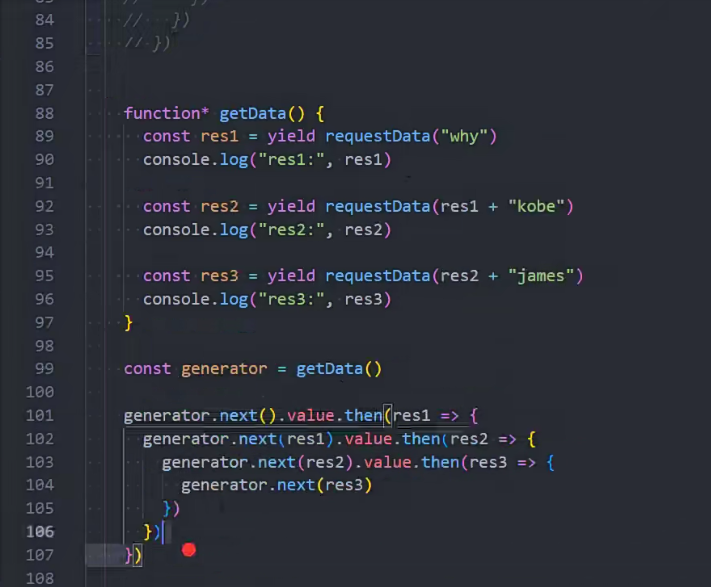 83 // })
84 // })
85 // })
86
87
88 function* getData() {
89 const res1 = yield requestData("why")
90 console.log("res1:", res1)
91
92 const res2 = yield requestData(res1 + "kobe")
93 console.log("res2:", res2)
94
95 const res3 = yield requestData(res2 + "james")
96 console.log("res3:", res3)
97 }
98
99 const generator = getData()
100
101 generator.next().value.then(res1 => {
102 generator.next(res1).value.then(res2 => {
103 generator.next(res2).value.then(res3 => {
104 generator.next(res3)
105 })
106 })
107 })
108